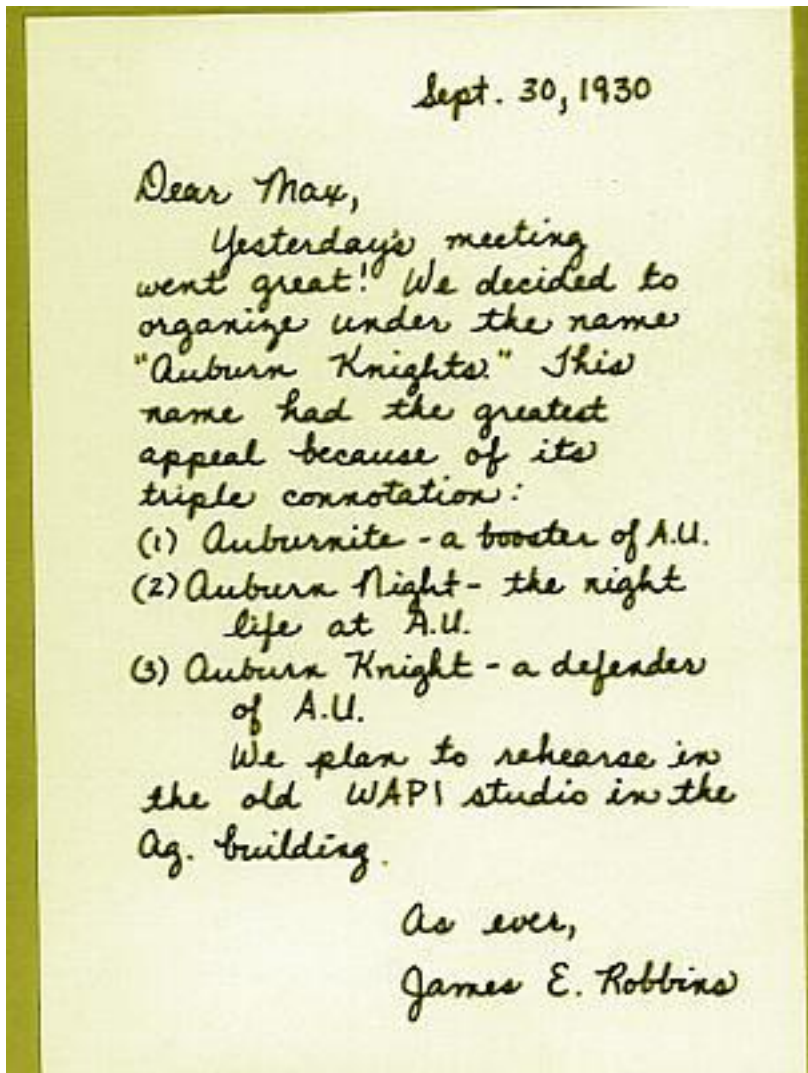 Sept. 30, 1930
Dear Max,
Yesterday's meeting
went great! We decided to
organize under the name
"Auburn Knights." This
name had the greatest
appeal because of its
triple connotation:
(1) Auburnite - a booster of A.U.
(2) Auburn Night - the night
life at A.U.
(3) Auburn Knight - a defender
of A.U.
We plan to rehearse in
the old WAPI studio in the
Ag. building.
As ever,
James E. Robbins